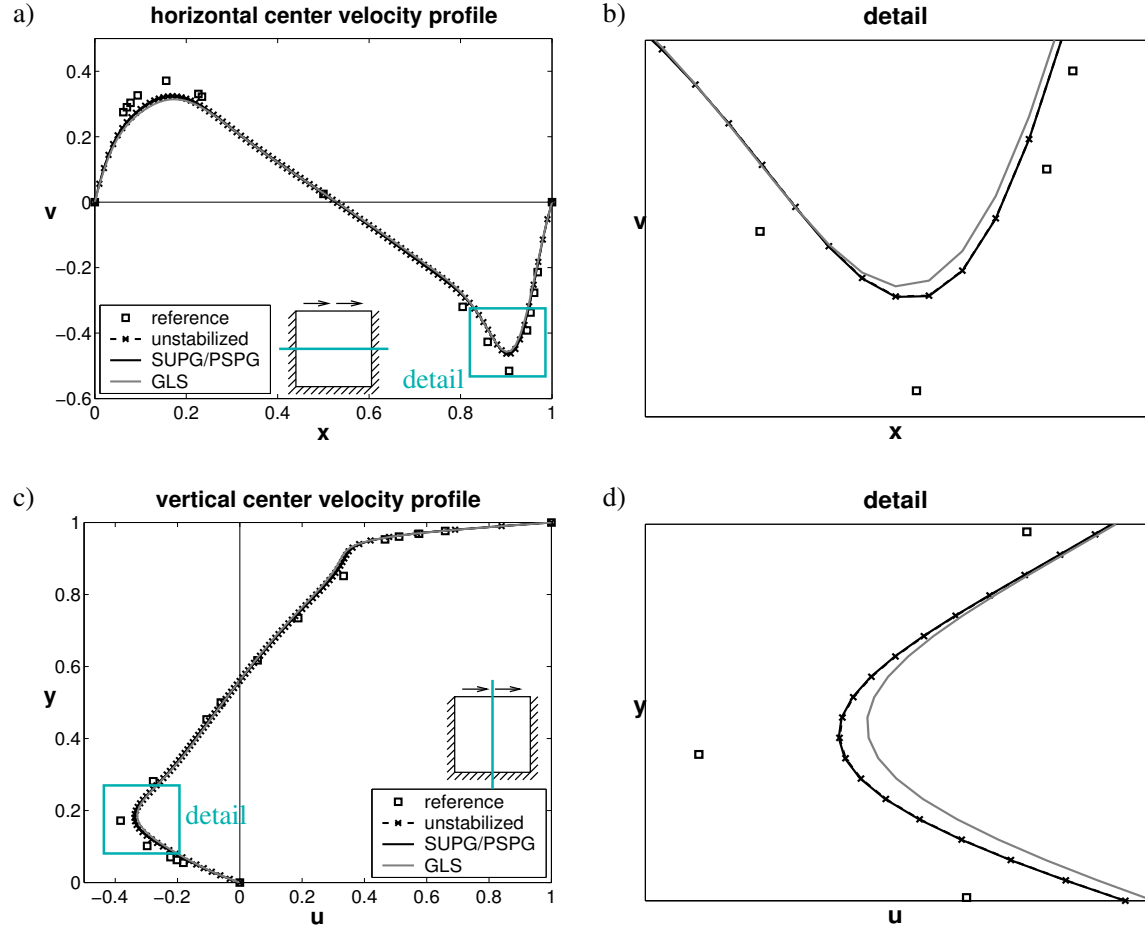 a) horizontal center velocity profile
0.4
0.2
0
v
−0.2
−0.4
−0.6
reference
unstabilized
SUPG/PSPG
GLS
detail
0 0.2 0.4 0.6 0.8 1
x
b) detail
v
x
c) vertical center velocity profile
1
0.8
0.6
y
0.4
0.2
0
detail
reference
unstabilized
SUPG/PSPG
GLS
−0.4 −0.2 0 0.2 0.4 0.6 0.8 1
u
d) detail
y
u